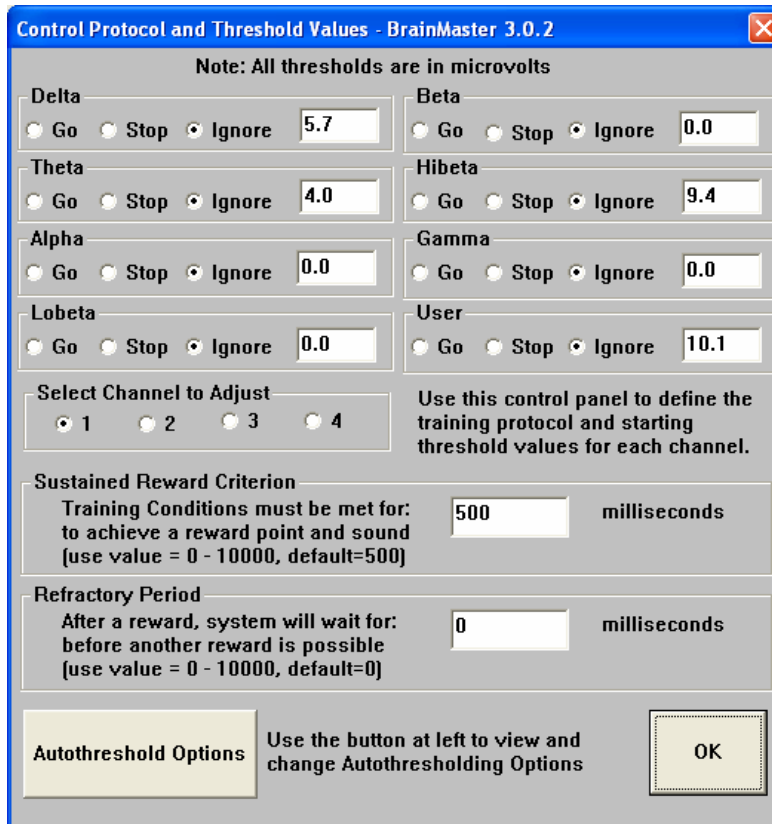 Control Protocol and Threshold Values - BrainMaster 3.0.2
Note: All thresholds are in microvolts
Delta
Go Stop Ignore 5.7
Beta
Go Stop Ignore 0.0
Theta
Go Stop Ignore 4.0
Hibeta
Go Stop Ignore 9.4
Alpha
Go Stop Ignore 0.0
Gamma
Go Stop Ignore 0.0
Lobeta
Go Stop Ignore 0.0
User
Go Stop Ignore 10.1
Select Channel to Adjust
1 2 3 4
Use this control panel to define the
training protocol and starting
threshold values for each channel.
Sustained Reward Criterion
Training Conditions must be met for:
to achieve a reward point and sound
(use value = 0 - 10000, default=500)
500 milliseconds
Refractory Period
After a reward, system will wait for:
before another reward is possible
(use value = 0 - 10000, default=0)
0 milliseconds
Autothreshold Options
Use the button at left to view and
change Autothresholding Options
OK